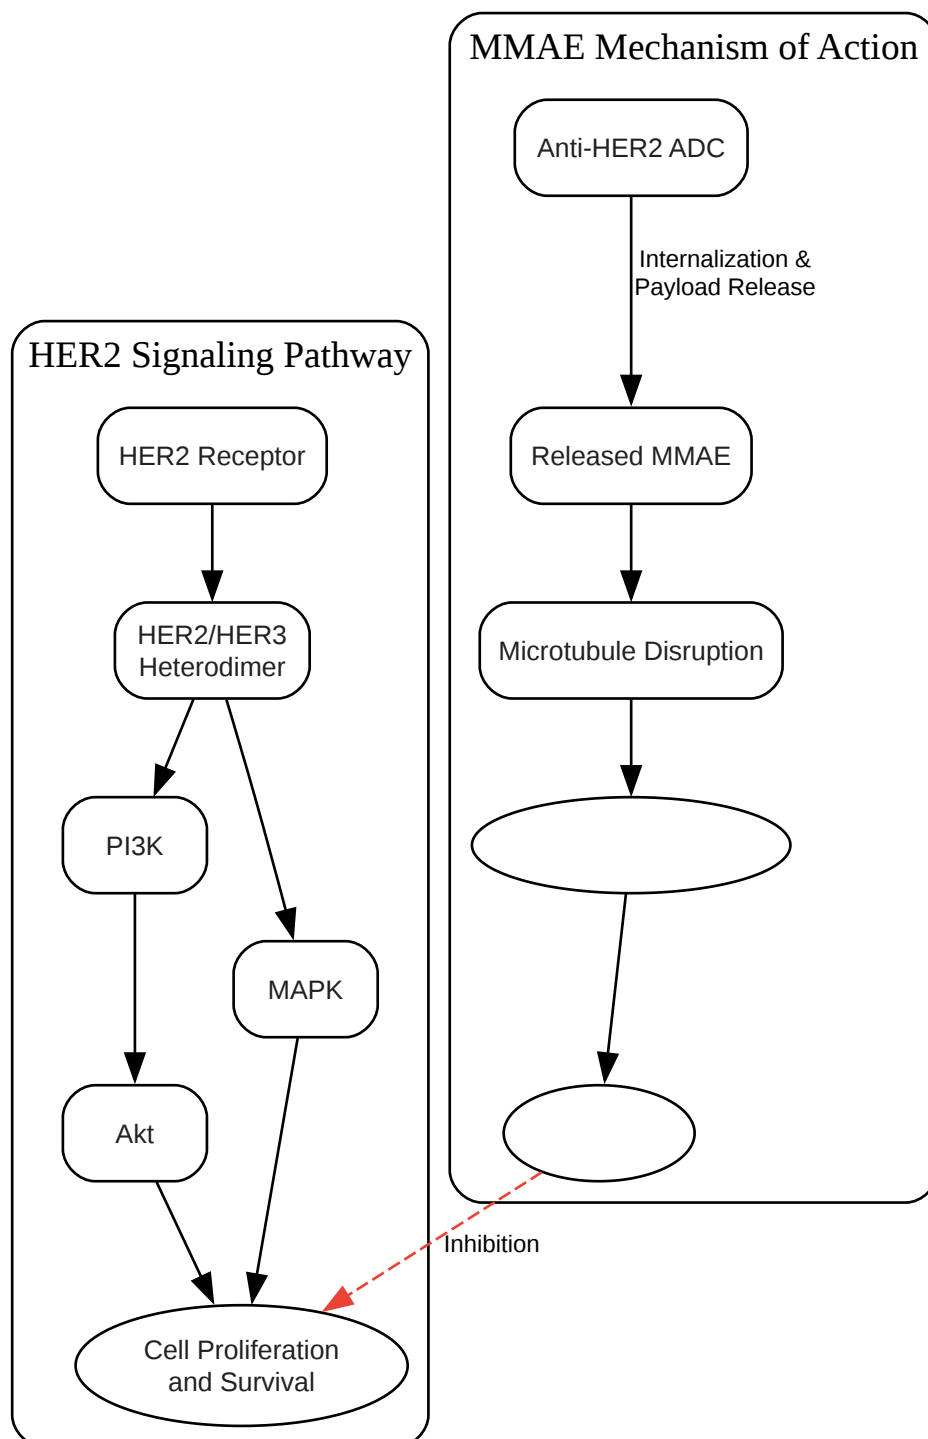 MMAE Mechanism of Action
Anti-HER2 ADC
Internalization &
Payload Release
HER2 Signaling Pathway
HER2 Receptor
Released MMAE
HER2/HER3
Heterodimer
Microtubule Disruption
PI3K
MAPK
Akt
Inhibition
Cell Proliferation
and Survival